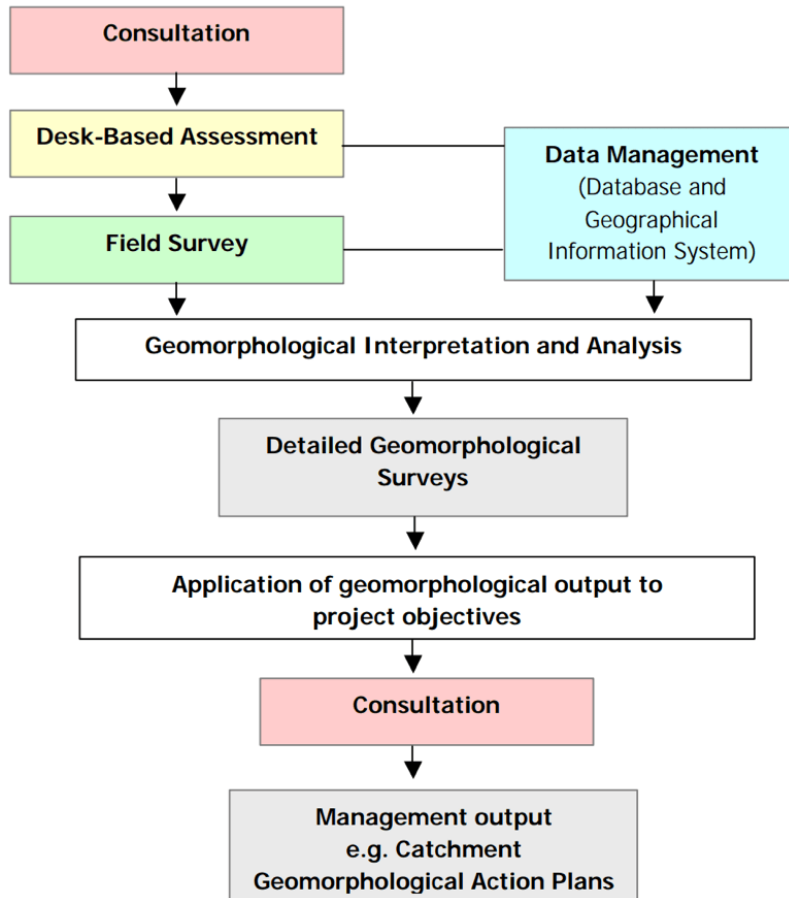 Consultation
Desk-Based Assessment
Data Management
(Database and
Geographical
Information System)
Field Survey
Geomorphological Interpretation and Analysis
Detailed Geomorphological
Surveys
Application of geomorphological output to
project objectives
Consultation
Management output
e.g. Catchment
Geomorphological Action Plans